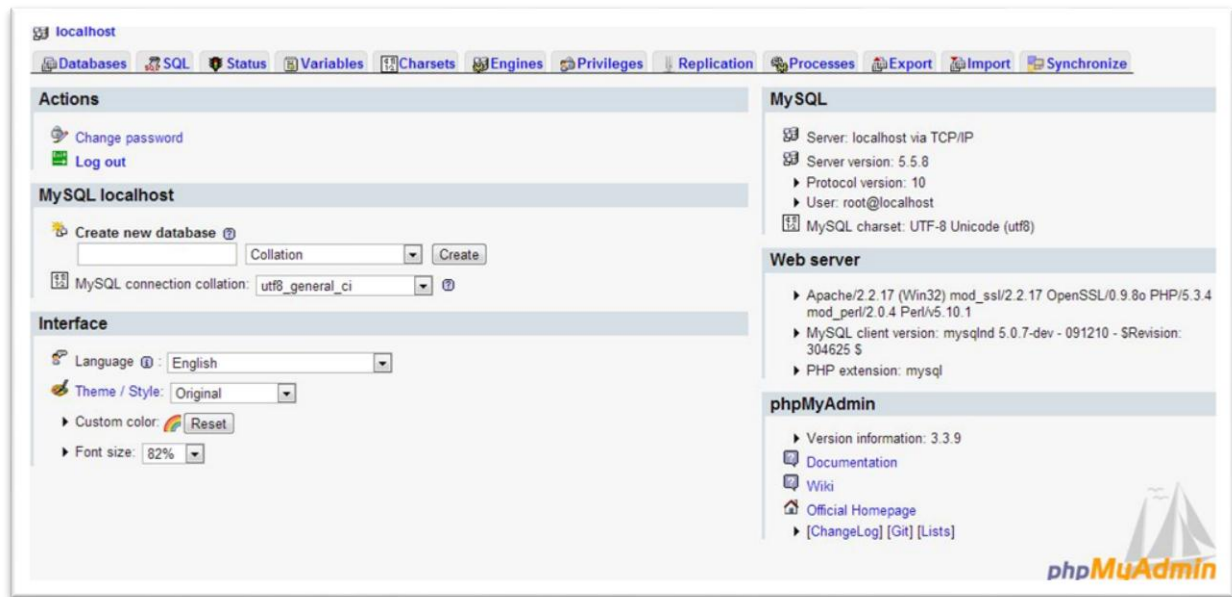 localhost
Databases SQL Status Variables Charsets Engines Privileges Replication Processes Export Import Synchronize
Actions
Change password
Log out
MySQL localhost
Create new database
Collation Create
MySQL connection collation: utf8_general_ci
Interface
Language : English
Theme / Style: Original
Custom color: Reset
Font size: 82%
MySQL
Server: localhost via TCP/IP
Server version: 5.5.8
Protocol version: 10
User: root@localhost
MySQL charset: UTF-8 Unicode (utf8)
Web server
Apache/2.2.17 (Win32) mod_ssl/2.2.17 OpenSSL/0.9.8o PHP/5.3.4
mod_perl/2.0.4 Perl/v5.10.1
MySQL client version: mysqlnd 5.0.7-dev - 091210 - $Revision:
304625 $
PHP extension: mysql
phpMyAdmin
Version information: 3.3.9
Documentation
Wiki
Official Homepage
[ChangeLog] [Git] [Lists]
phpMyAdmin